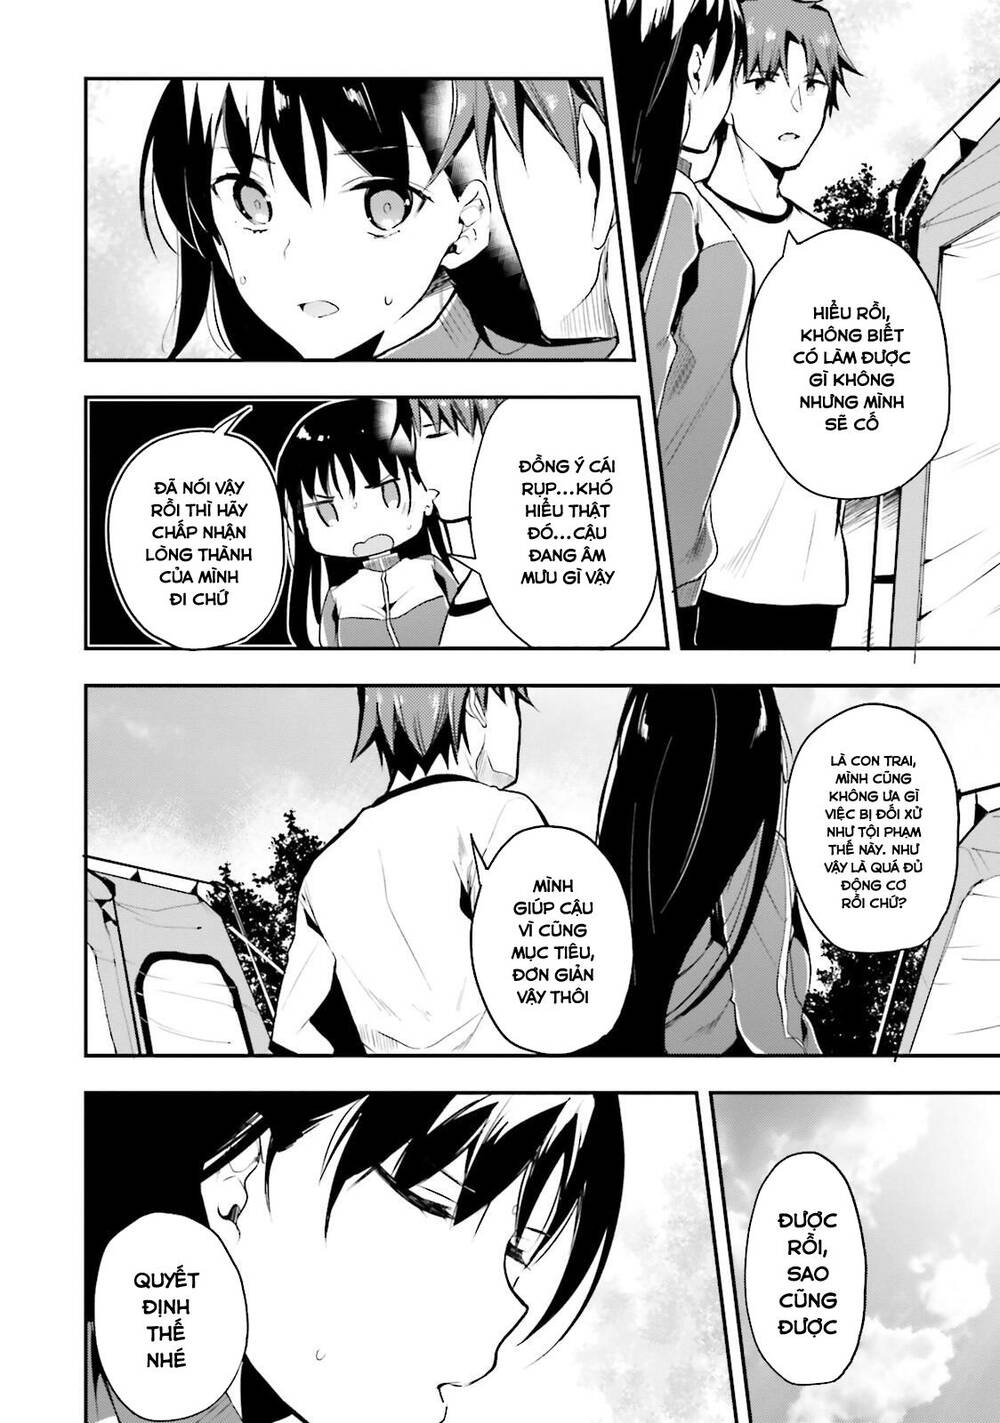 HIỂU RỒI,
KHÔNG BIẾT
CÓ LÀM ĐƯỢC
GÌ KHÔNG
NHƯNG MÌNH
SẼ CỐ
ĐỒNG Ý CÁI
RỤP...KHÓ
HIỂU THẬT
ĐÓ...CẬU
ĐANG ÂM
MƯU GÌ VẬY
ĐÃ NÓI VẬY
RỒI THÌ HÃY
CHẤP NHẬN
LÒNG THÀNH
CỦA MÌNH
ĐI CHỨ
LÀ CON TRAI,
MÌNH CŨNG
KHÔNG ƯA GÌ
VIỆC BỊ ĐỐI XỬ
NHƯ TỘI PHẠM
THẾ NÀY. NHƯ
VẬY LÀ QUÁ ĐỦ
ĐỘNG CƠ
RỒI CHỨ?
MÌNH
GIÚP CẬU
VÌ CŨNG
MỤC TIÊU,
ĐƠN GIẢN
VẬY THÔI
ĐƯỢC
RỒI,
SAO
CŨNG
ĐƯỢC
QUYẾT
ĐỊNH
THẾ
NHÉ